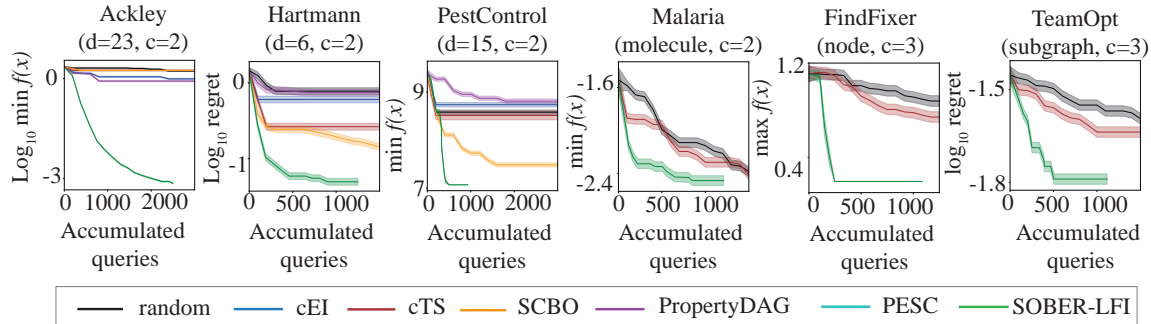 Ackley
(d=23, c=2)
Log10 min f(x)
0
-3
0 1000 2000
Accumulated
queries
Hartmann
(d=6, c=2)
Log10 regret
0
-1
0 500 1000
Accumulated
queries
PestControl
(d=15, c=2)
min f(x)
9
7
0 1000 2000
Accumulated
queries
Malaria
(molecule, c=2)
min f(x)
-1.6
-2.4
0 500 1000
Accumulated
queries
FindFixer
(node, c=3)
max f(x)
1.2
0.4
0 500 1000
Accumulated
queries
TeamOpt
(subgraph, c=3)
log10 regret
-1.5
-1.8
0 500 1000
Accumulated
queries
random cEI cTS SCBO PropertyDAG PESC SOBER-LFI